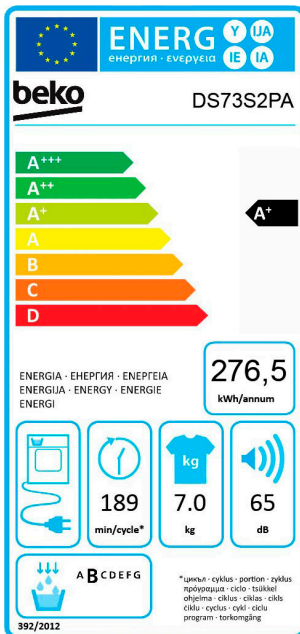 ENERG Y IJA
енергия · ενεργεια IE IA
beko
DS73S2PA
A+++
A++
A+
A+
A
B
C
D
ENERGIA · ЕНЕРГИЯ · ΕΝΕΡΓΕΙΑ
ENERGIJA · ENERGY · ENERGIE
ENERGI
276,5
kWh/annum
189
min/cycle*
kg
7.0
kg
65
dB
A B C D E F G
*цикъл · cyklus · portion · zyklus
πρόγραμμα · ciclo · tsükkel
ohjelma · ciklus · ciklas · cikls
ċiklu · cyclus · cykl · ciclu
program · torkomgång
392/2012